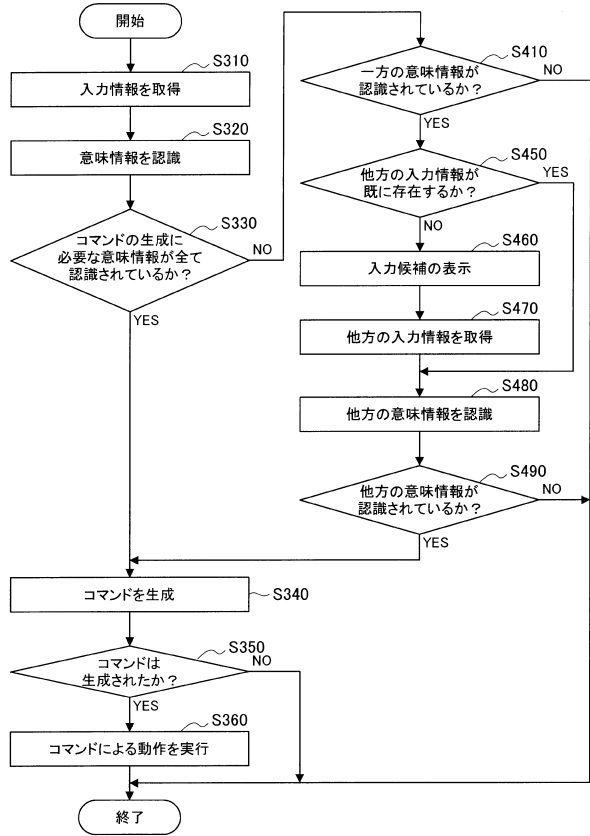 開始
S310
入力情報を取得
S320
意味情報を認識
S330
コマンドの生成に
必要な意味情報が全て
認識されているか？
NO
YES
S410
一方の意味情報が
認識されているか？
NO
YES
S450
他方の入力情報が
既に存在するか？
YES
NO
S460
入力候補の表示
S470
他方の入力情報を取得
S480
他方の意味情報を認識
S490
他方の意味情報が
認識されているか？
NO
YES
コマンドを生成
S340
S350
コマンドは
生成されたか？
NO
YES
S360
コマンドによる動作を実行
終了